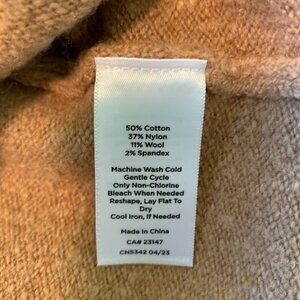 50% Cotton
37% Nylon
11% Wool
2% Spandex
Machine Wash Cold
Gentle Cycle
Only Non-Chlorine
Bleach When Needed
Reshape, Lay Flat To
Dry
Cool Iron, If Needed
Made In China
CA# 23147
CN5342 04/23